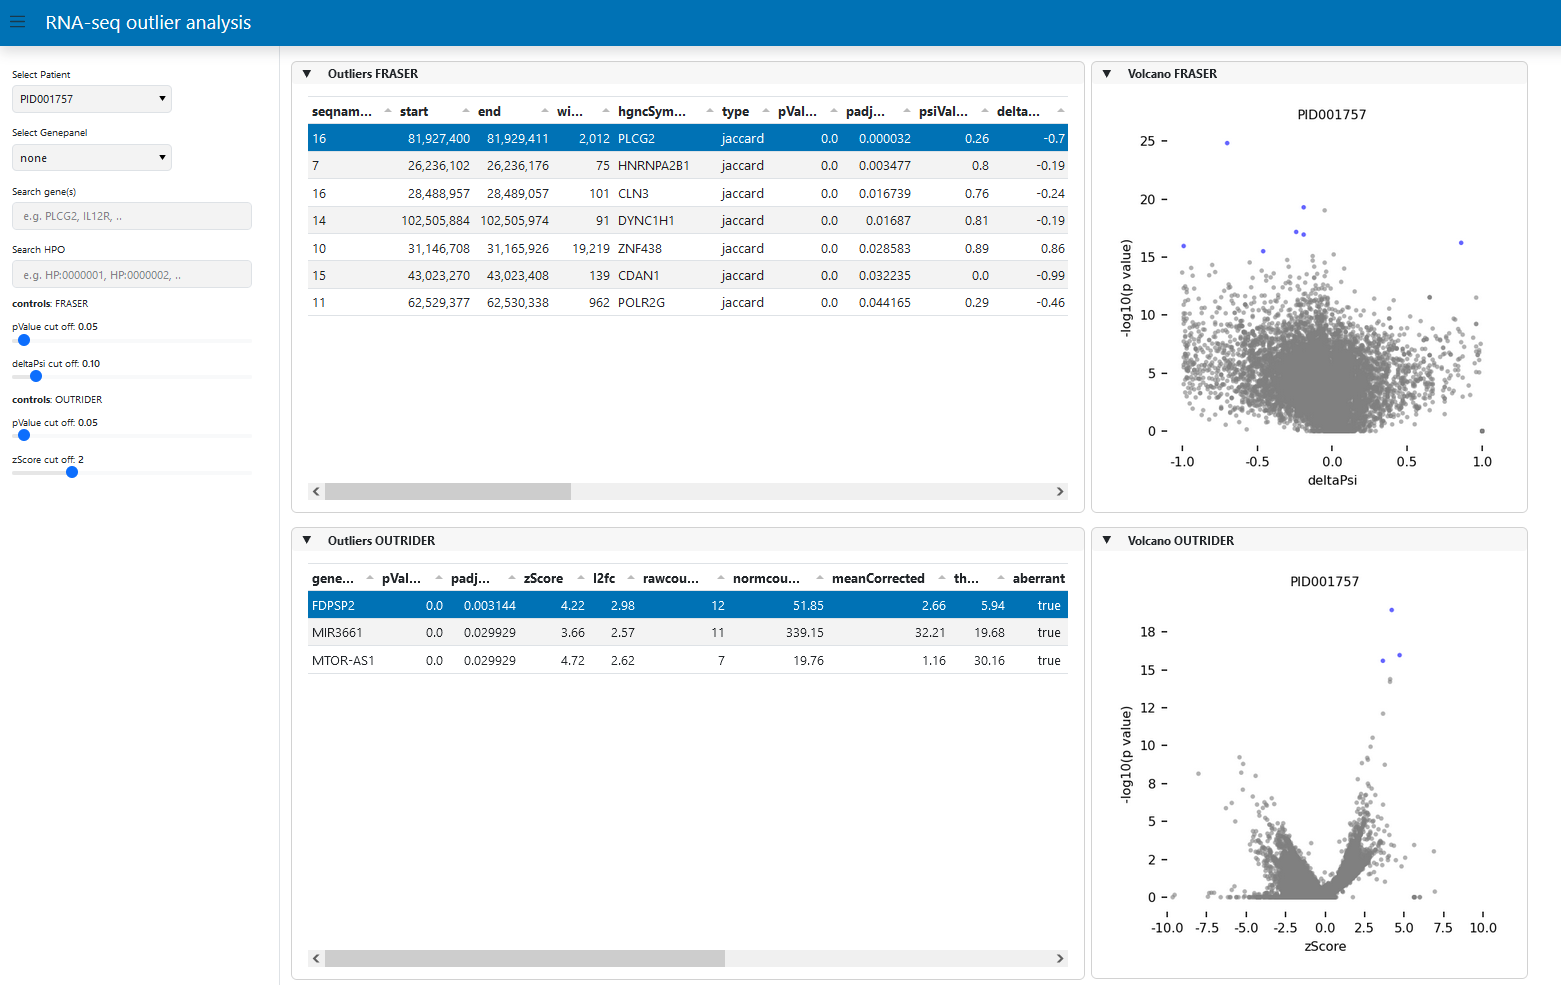 RNA-seq outlier analysis
Select Patient
PID001757
Select Genepanel
none
Search gene(s)
e.g. PLCG2, IL12R, ..
Search HPO
e.g. HP:0000001, HP:0000002, ..
controls: FRASER
pValue cut off: 0.05
deltaPsi cut off: 0.10
controls: OUTRIDER
pValue cut off: 0.05
zScore cut off: 2
Outliers FRASER
seqnam... start end wi... hgncSym... type pVal... padj... psiVal... delta...
16 81,927,400 81,929,411 2,012 PLCG2 jaccard 0.0 0.000032 0.26 -0.7
7 26,236,102 26,236,176 75 HNRNPA2B1 jaccard 0.0 0.003477 0.8 -0.19
16 28,488,957 28,489,057 101 CLN3 jaccard 0.0 0.016739 0.76 -0.24
14 102,505,884 102,505,974 91 DYNC1H1 jaccard 0.0 0.01687 0.81 -0.19
10 31,146,708 31,165,926 19,219 ZNF438 jaccard 0.0 0.028583 0.89 0.86
15 43,023,270 43,023,408 139 CDAN1 jaccard 0.0 0.032235 0.0 -0.99
11 62,529,377 62,530,338 962 POLR2G jaccard 0.0 0.044165 0.29 -0.46
Volcano FRASER
PID001757
-log10(p value)
25
20
15
10
5
0
-1.0 -0.5 0.0 0.5 1.0
deltaPsi
Outliers OUTRIDER
gene... pVal... padj... zScore l2fc rawcou... normcou... meanCorrected th... aberrant
FDPSP2 0.0 0.003144 4.22 2.98 12 51.85 2.66 5.94 true
MIR3661 0.0 0.029929 3.66 2.57 11 339.15 32.21 19.68 true
MTOR-AS1 0.0 0.029929 4.72 2.62 7 19.76 1.16 30.16 true
Volcano OUTRIDER
PID001757
-log10(p value)
18
15
12
10
8
5
2
0
-10.0 -7.5 -5.0 -2.5 0.0 2.5 5.0 7.5 10.0
zScore